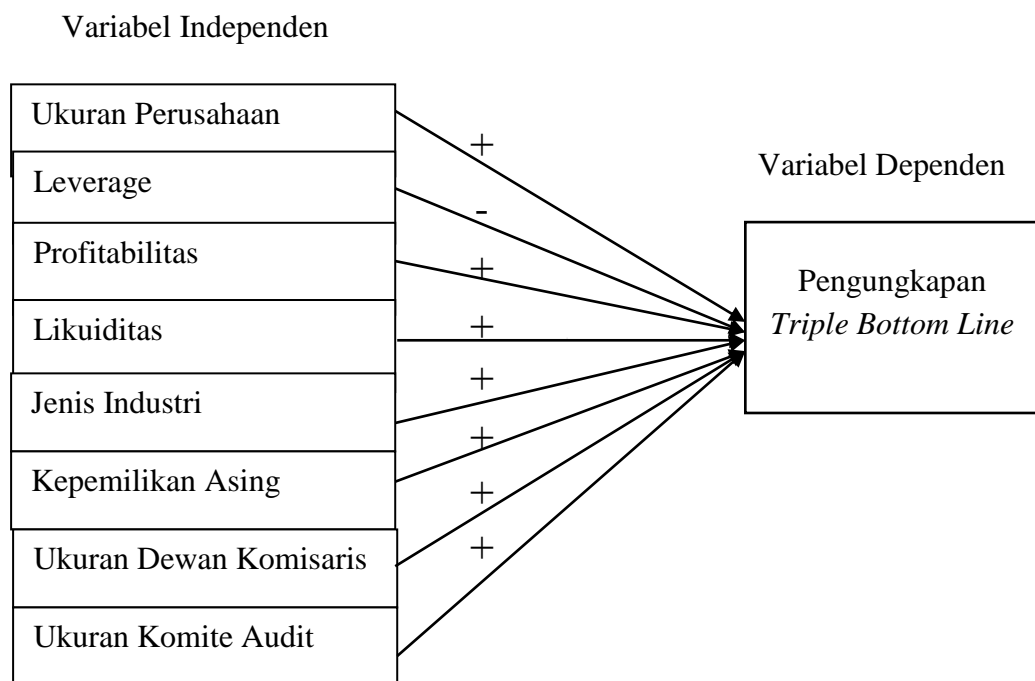 Variabel Independen
Ukuran Perusahaan
+
Variabel Dependen
Leverage
-
Profitabilitas
+
Pengungkapan
Triple Bottom Line
Likuiditas
+
Jenis Industri
+
Kepemilikan Asing
+
Ukuran Dewan Komisaris
+
Ukuran Komite Audit
+